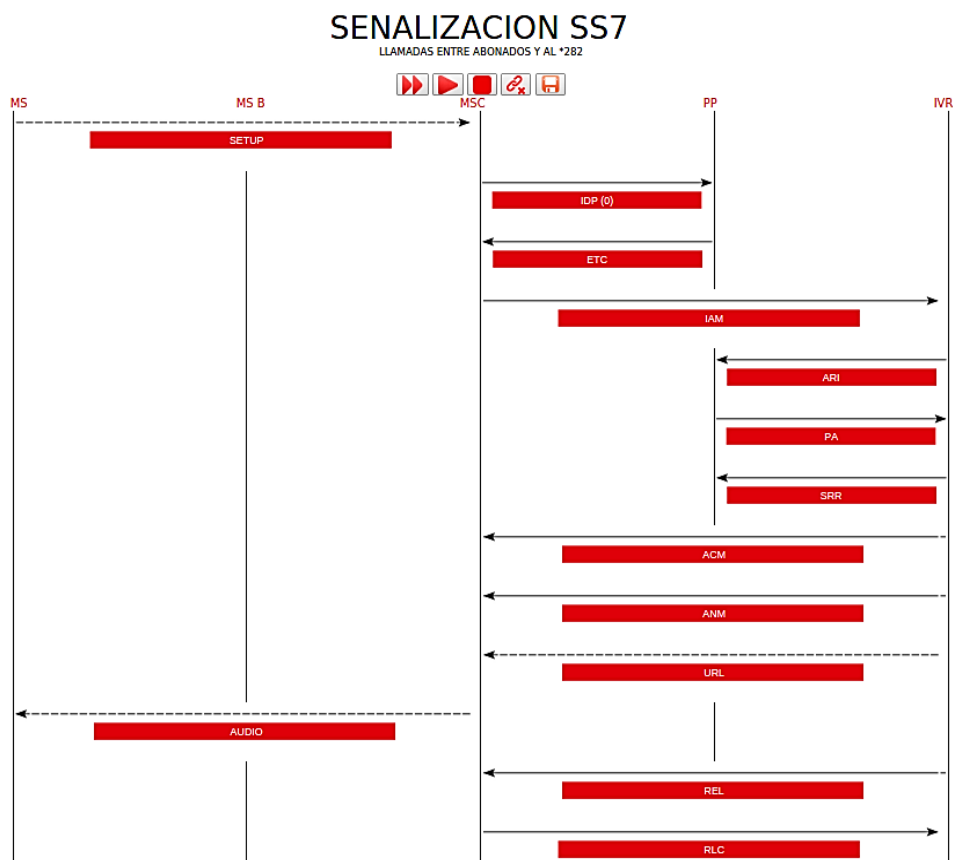 SENALIZACION SS7
LLAMADAS ENTRE ABONADOS Y AL *282
MS MS B MSC PP IVR
SETUP
IDP (0)
ETC
IAM
ARI
PA
SRR
ACM
ANM
URL
AUDIO
REL
RLC